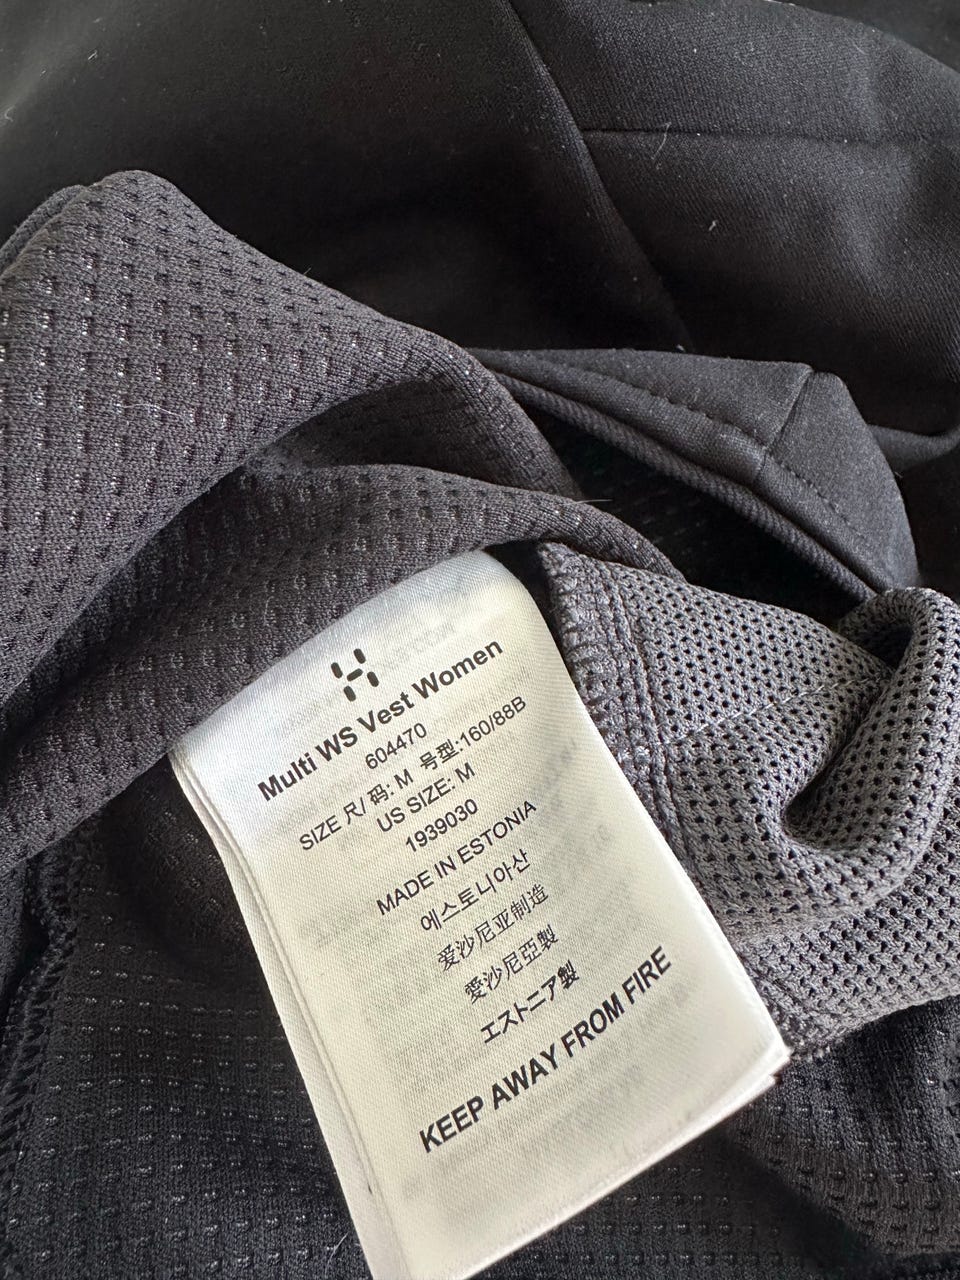 Multi WS Vest Women
604470
SIZE 尺/ 码: M 号型:160/88B
US SIZE: M
1939030
MADE IN ESTONIA
에스토니아산
爱沙尼亚制造
愛沙尼亞製
エストニア製
KEEP AWAY FROM FIRE